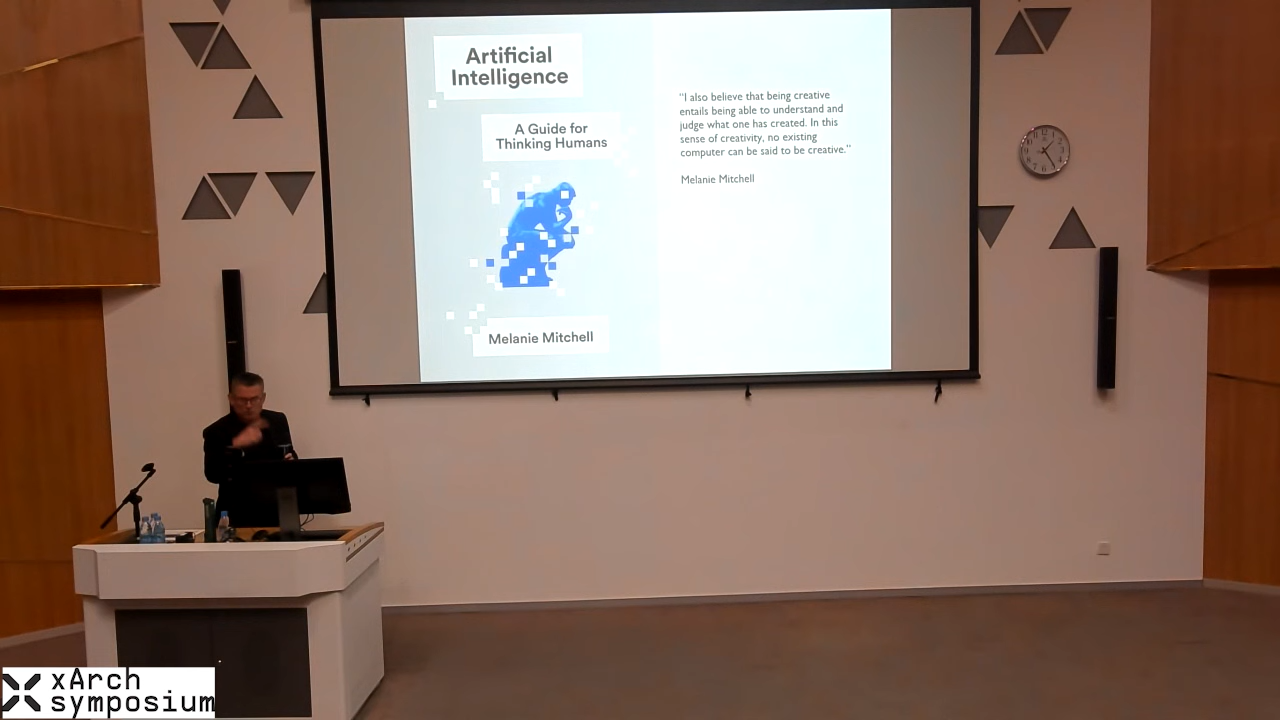 Artificial
Intelligence
A Guide for
Thinking Humans
Melanie Mitchell
“I also believe that being creative
entails being able to understand and
judge what one has created. In this
sense of creativity, no existing
computer can be said to be creative.”
Melanie Mitchell
xArch
symposium